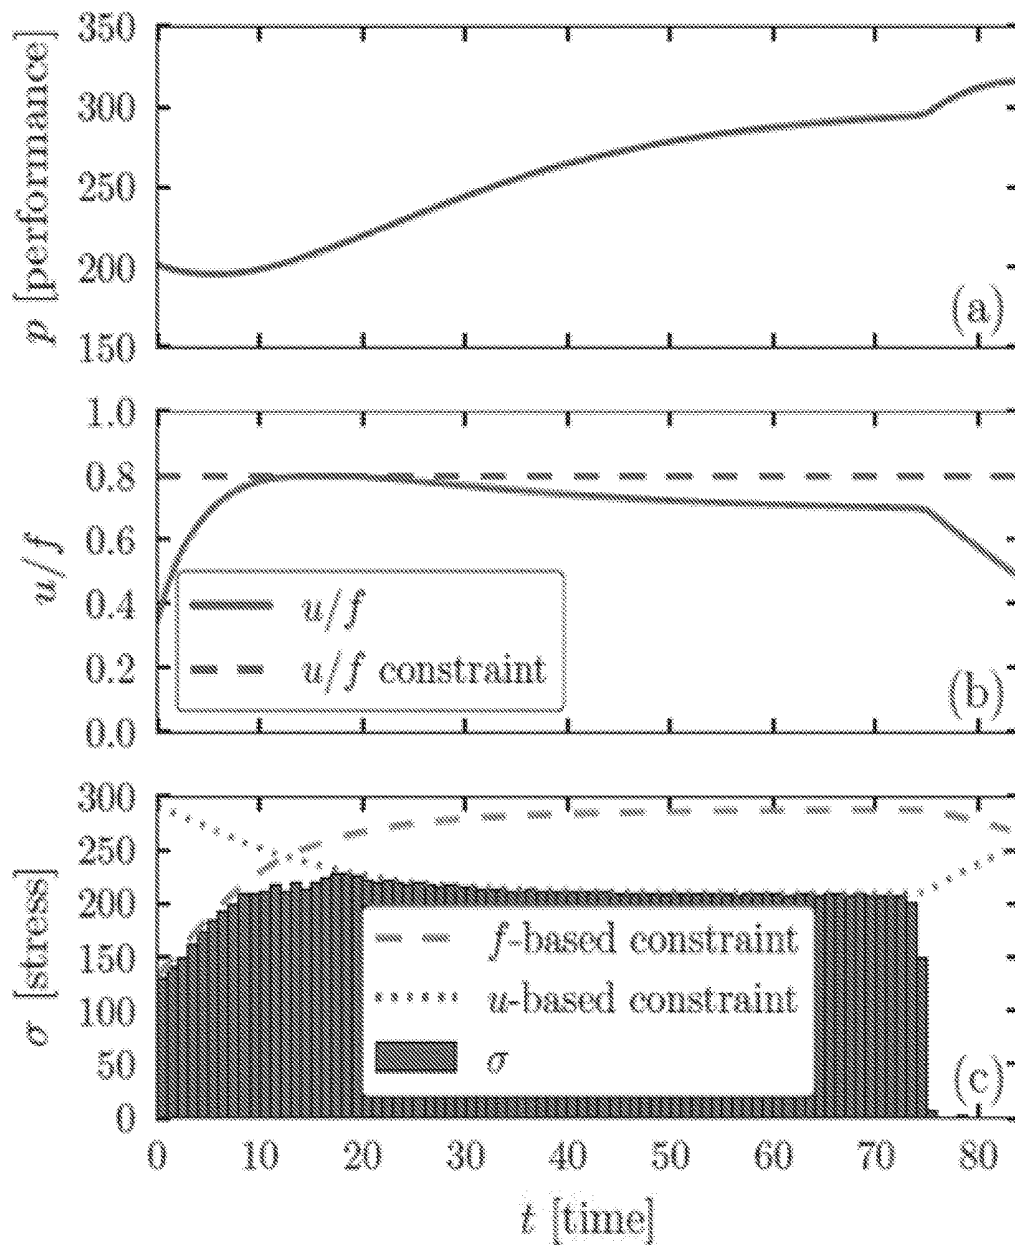 350
300
250
200
150
p [performance]
(a)
1.0
0.8
0.6
0.4
0.2
0.0
u/f
u/f
u/f constraint
(b)
300
250
200
150
100
50
0
σ [stress]
f-based constraint
u-based constraint
σ
(c)
0 10 20 30 40 50 60 70 80
t [time]